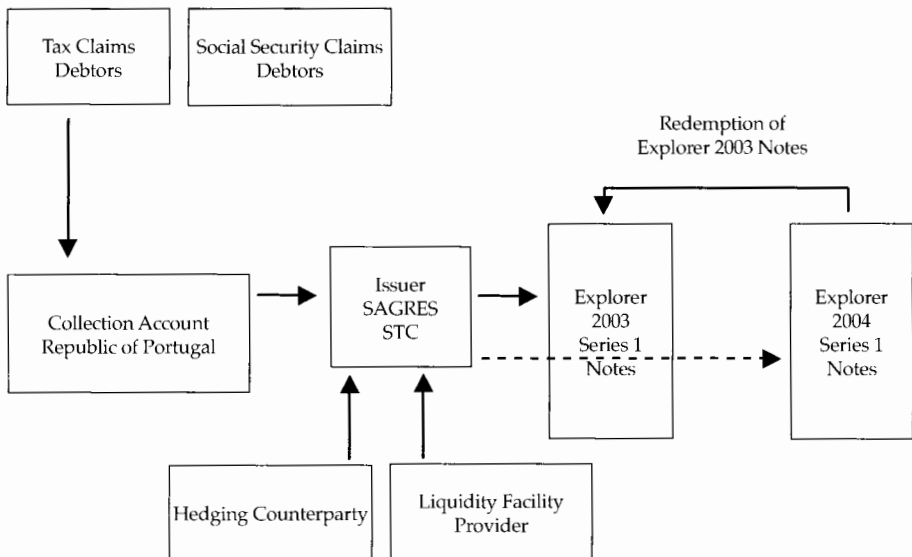 Tax Claims
Debtors
Social Security Claims
Debtors
Redemption of
Explorer 2003 Notes
Collection Account
Republic of Portugal
Issuer
SAGRES
STC
Explorer
2003
Series 1
Notes
Explorer
2004
Series 1
Notes
Hedging Counterparty
Liquidity Facility
Provider